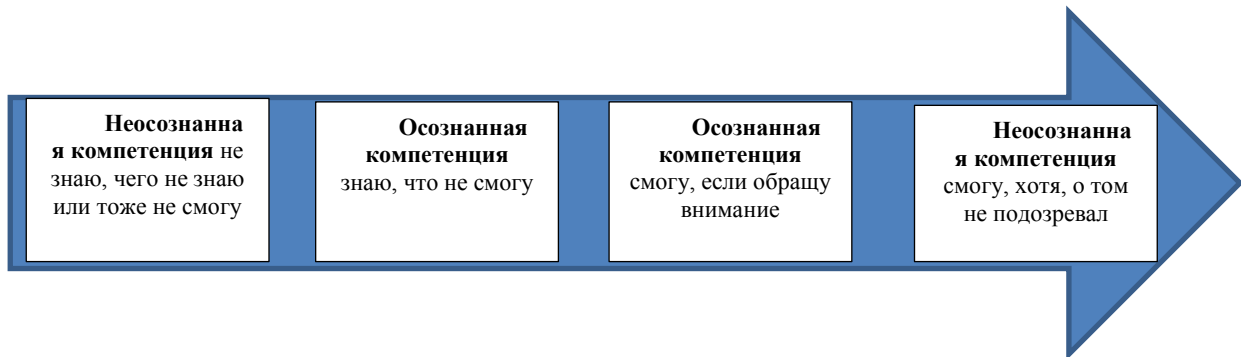 Неосознанна
я компетенция не
знаю, чего не знаю
или тоже не смогу
Осознанная
компетенция
знаю, что не смогу
Осознанная
компетенция
смогу, если обращу
внимание
Неосознанна
я компетенция
смогу, хотя, о том
не подозревал